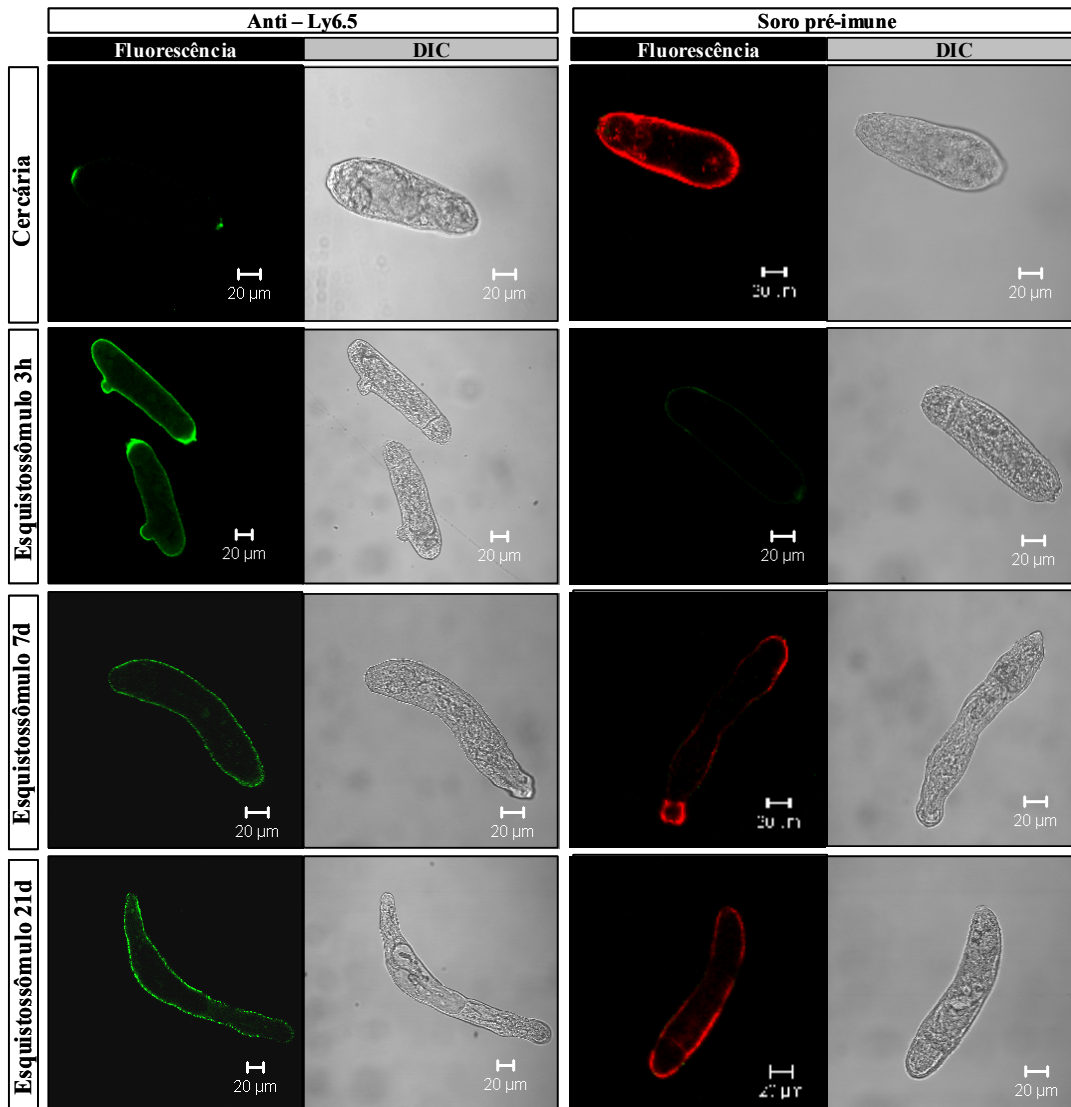 Anti – Ly6.5
Soro pré-imune
Fluorescência
DIC
Fluorescência
DIC
Cercária
20 µm
20 µm
20 µm
Esquistossômulo 3h
20 µm
20 µm
20 µm
Esquistossômulo 7d
20 µm
20 µm
20 µm
Esquistossômulo 21d
20 µm
20 µm
20 µm